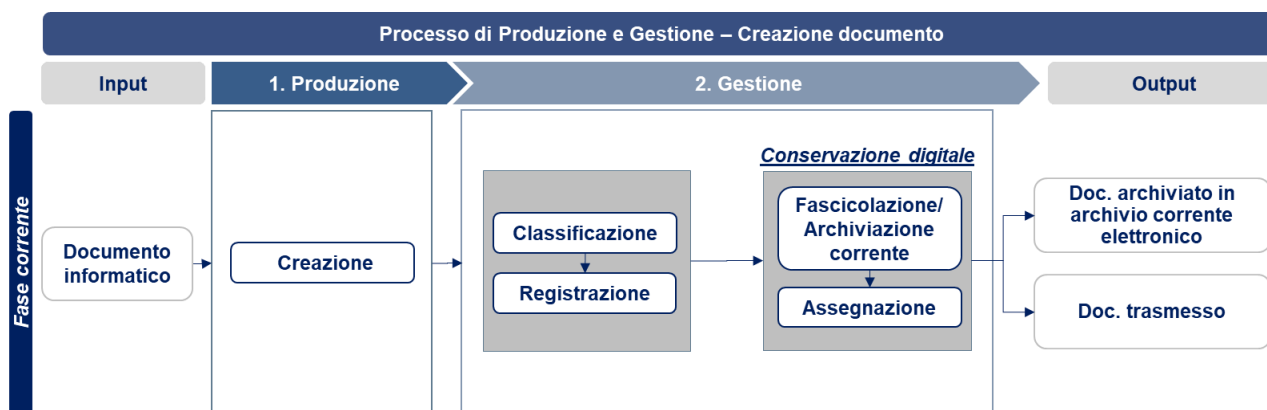 Processo di Produzione e Gestione – Creazione documento
Input
1. Produzione
2. Gestione
Output
Fase corrente
Documento
informatico
Creazione
Classificazione
Registrazione
Conservazione digitale
Fascicolazione/
Archiviazione
corrente
Assegnazione
Doc. archiviato in
archivio corrente
elettronico
Doc. trasmesso